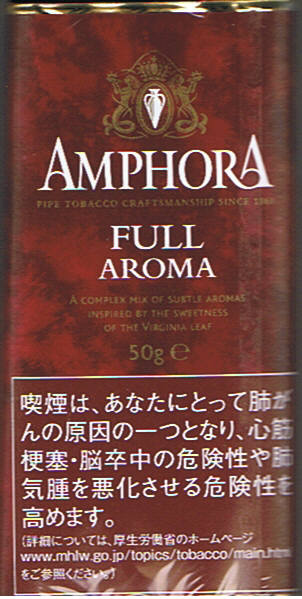 AMPHORA
PIPE TOBACCO CRAFTSMANSHIP SINCE
FULL
AROMA
A COMPLEX MIX OF SUBTLE AROMAS
INSPIRED BY THE SWEETNESS
OF THE VIRGINIA LEAF
50g ℮
喫煙は、あなたにとって肺が
んの原因の一つとなり、心筋
梗塞・脳卒中の危険性や肺
気腫を悪化させる危険性を
高めます。
(詳細については、厚生労働省のホームページ
www.mhlw.go.jp/topics/tobacco/main.html
をご参照ください。)